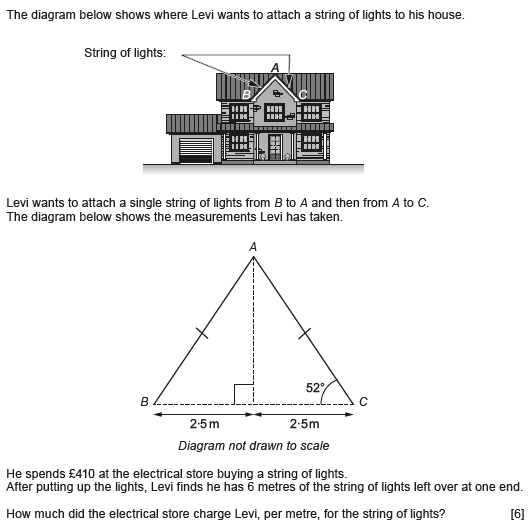 The diagram below shows where Levi wants to attach a string of lights to his house.
String of lights:
A
B
C
Levi wants to attach a single string of lights from B to A and then from A to C.
The diagram below shows the measurements Levi has taken.
A
52°
B
C
2·5 m
2·5 m
Diagram not drawn to scale
He spends £410 at the electrical store buying a string of lights.
After putting up the lights, Levi finds he has 6 metres of the string of lights left over at one end.
How much did the electrical store charge Levi, per metre, for the string of lights? [6]